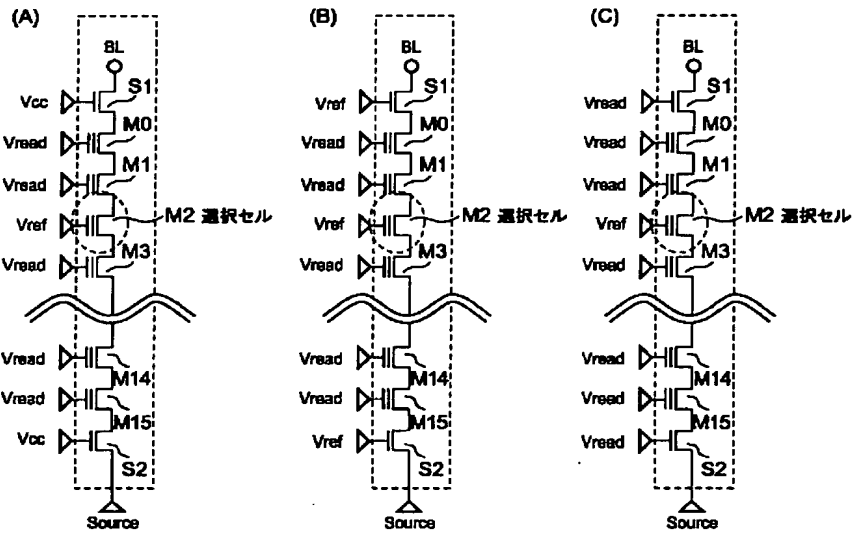 (A)
BL
S1
Vcc
M0
Vread
M1
Vread
M2 選択セル
Vref
M3
Vread
Vread
M14
Vread
M15
Vcc
S2
Source
(B)
BL
S1
Vref
M0
Vread
M1
Vread
M2 選択セル
Vref
M3
Vread
Vread
M14
Vread
M15
Vref
S2
Source
(C)
BL
S1
Vread
M0
Vread
M1
Vread
M2 選択セル
Vref
M3
Vread
Vread
M14
Vread
M15
Vread
S2
Source